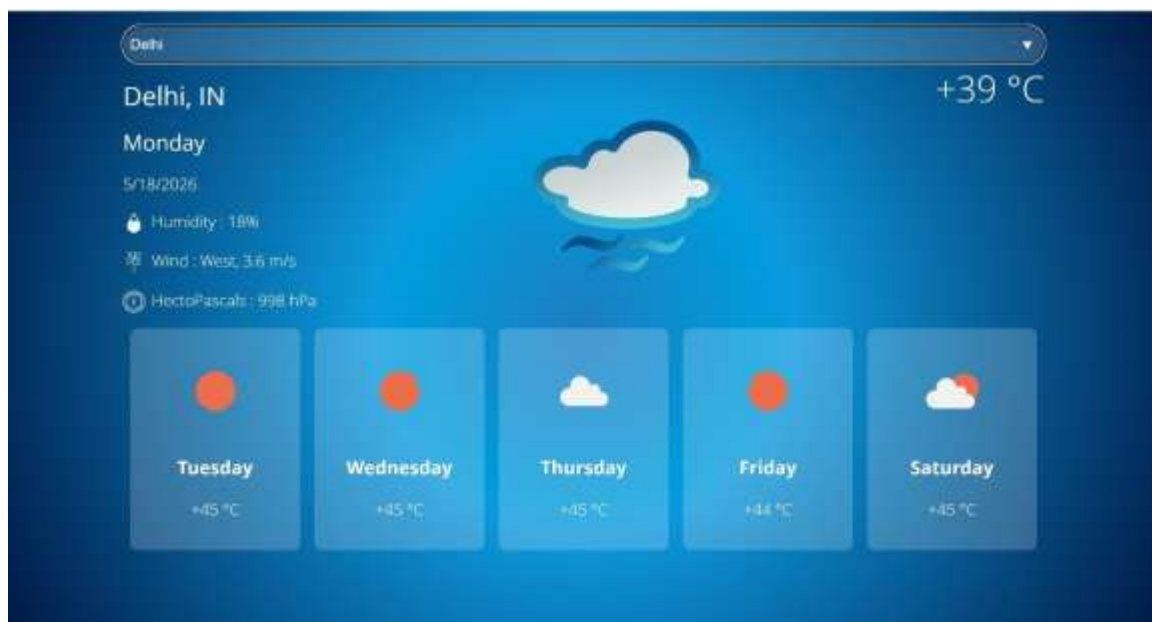 Delhi
+39 °C
Delhi, IN
Monday
5/18/2026
Humidity : 18%
Wind : West, 3.6 m/s
HectoPascals : 998 hPa
Tuesday
+45 °C
Wednesday
+45 °C
Thursday
+45 °C
Friday
+44 °C
Saturday
+45 °C